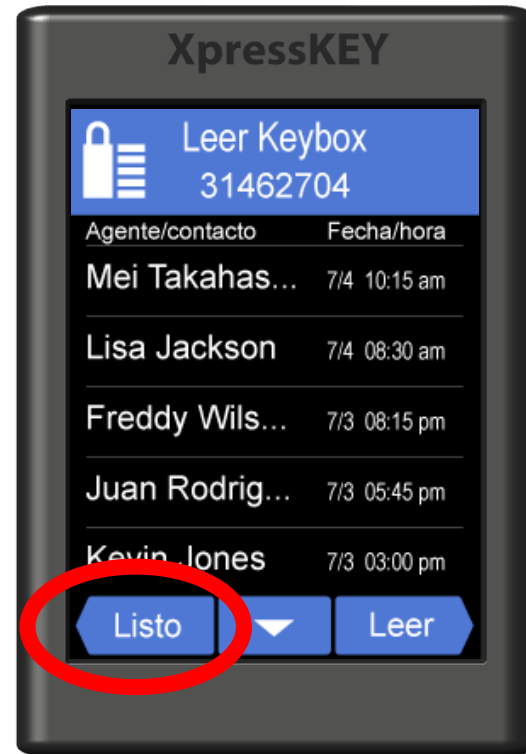 XpressKEY
Leer Keybox
31462704
Agente/contacto Fecha/hora
Mei Takahas... 7/4 10:15 am
Lisa Jackson 7/4 08:30 am
Freddy Wils... 7/3 08:15 pm
Juan Rodrig... 7/3 05:45 pm
Kevin Jones 7/3 03:00 pm
Listo Leer